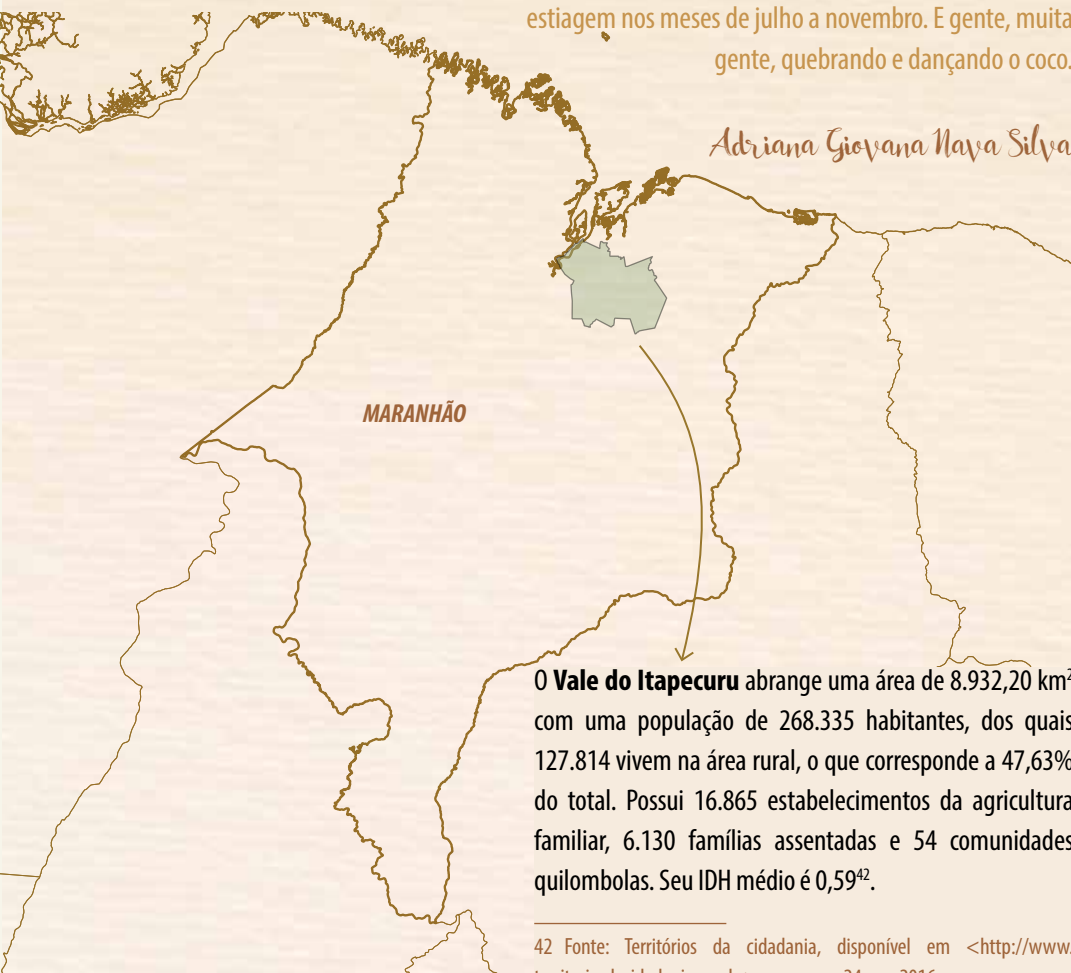 estiagem nos meses de julho a novembro. E gente, muita
gente, quebrando e dançando o coco.
Adriana Giovana Nava Silva
MARANHÃO
O Vale do Itapecuru abrange uma área de 8.932,20 km²
com uma população de 268.335 habitantes, dos quais
127.814 vivem na área rural, o que corresponde a 47,63%
do total. Possui 16.865 estabelecimentos da agricultura
familiar, 6.130 famílias assentadas e 54 comunidades
quilombolas. Seu IDH médio é 0,59⁴².
42 Fonte: Territórios da cidadania, disponível em <http://www.